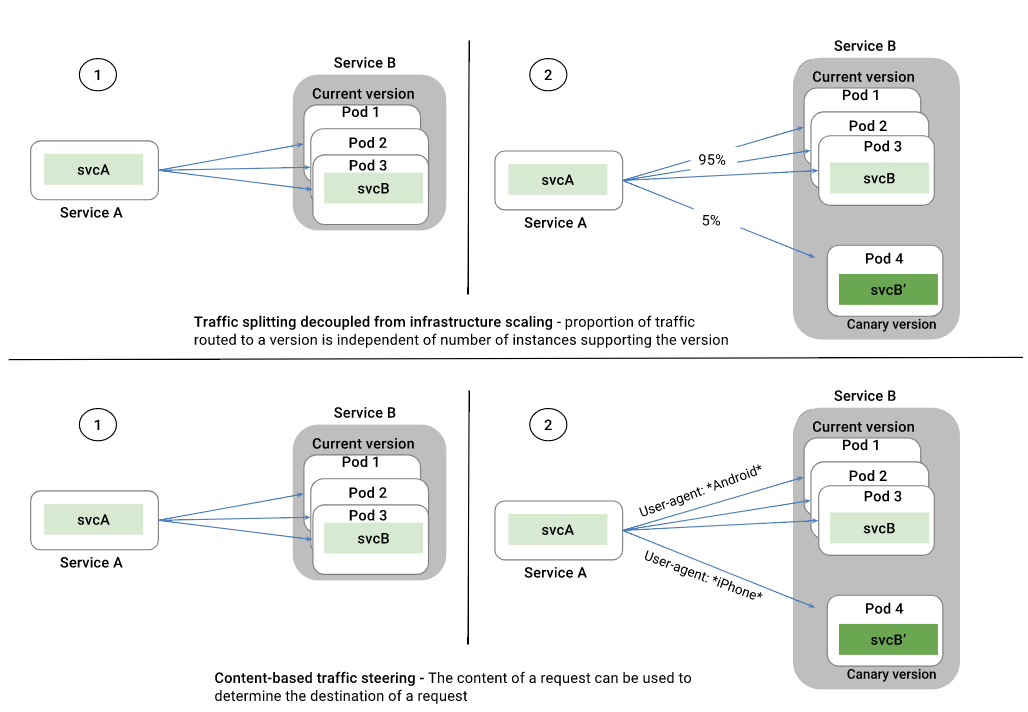 1
Service B
Current version
Pod 1
Pod 2
Pod 3
svcB
svcA
Service A
2
Service B
Current version
Pod 1
Pod 2
Pod 3
svcB
95%
svcA
Service A
5%
Pod 4
svcB’
Canary version
Traffic splitting decoupled from infrastructure scaling - proportion of traffic
routed to a version is independent of number of instances supporting the version
1
Service B
Current version
Pod 1
Pod 2
Pod 3
svcB
svcA
Service A
2
Service B
Current version
Pod 1
Pod 2
Pod 3
svcB
User-agent: *Android*
svcA
Service A
User-agent: *iPhone*
Pod 4
svcB’
Canary version
Content-based traffic steering - The content of a request can be used to
determine the destination of a request